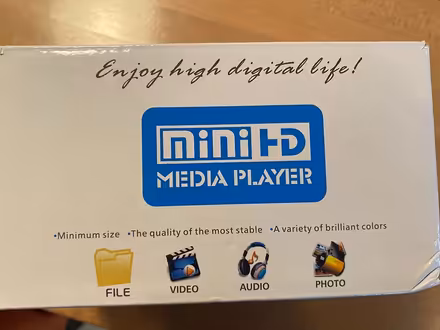 Enjoy high digital life!
mini HD
MEDIA PLAYER
•Minimum size •The quality of the most stable •A variety of brilliant colors
FILE VIDEO AUDIO PHOTO